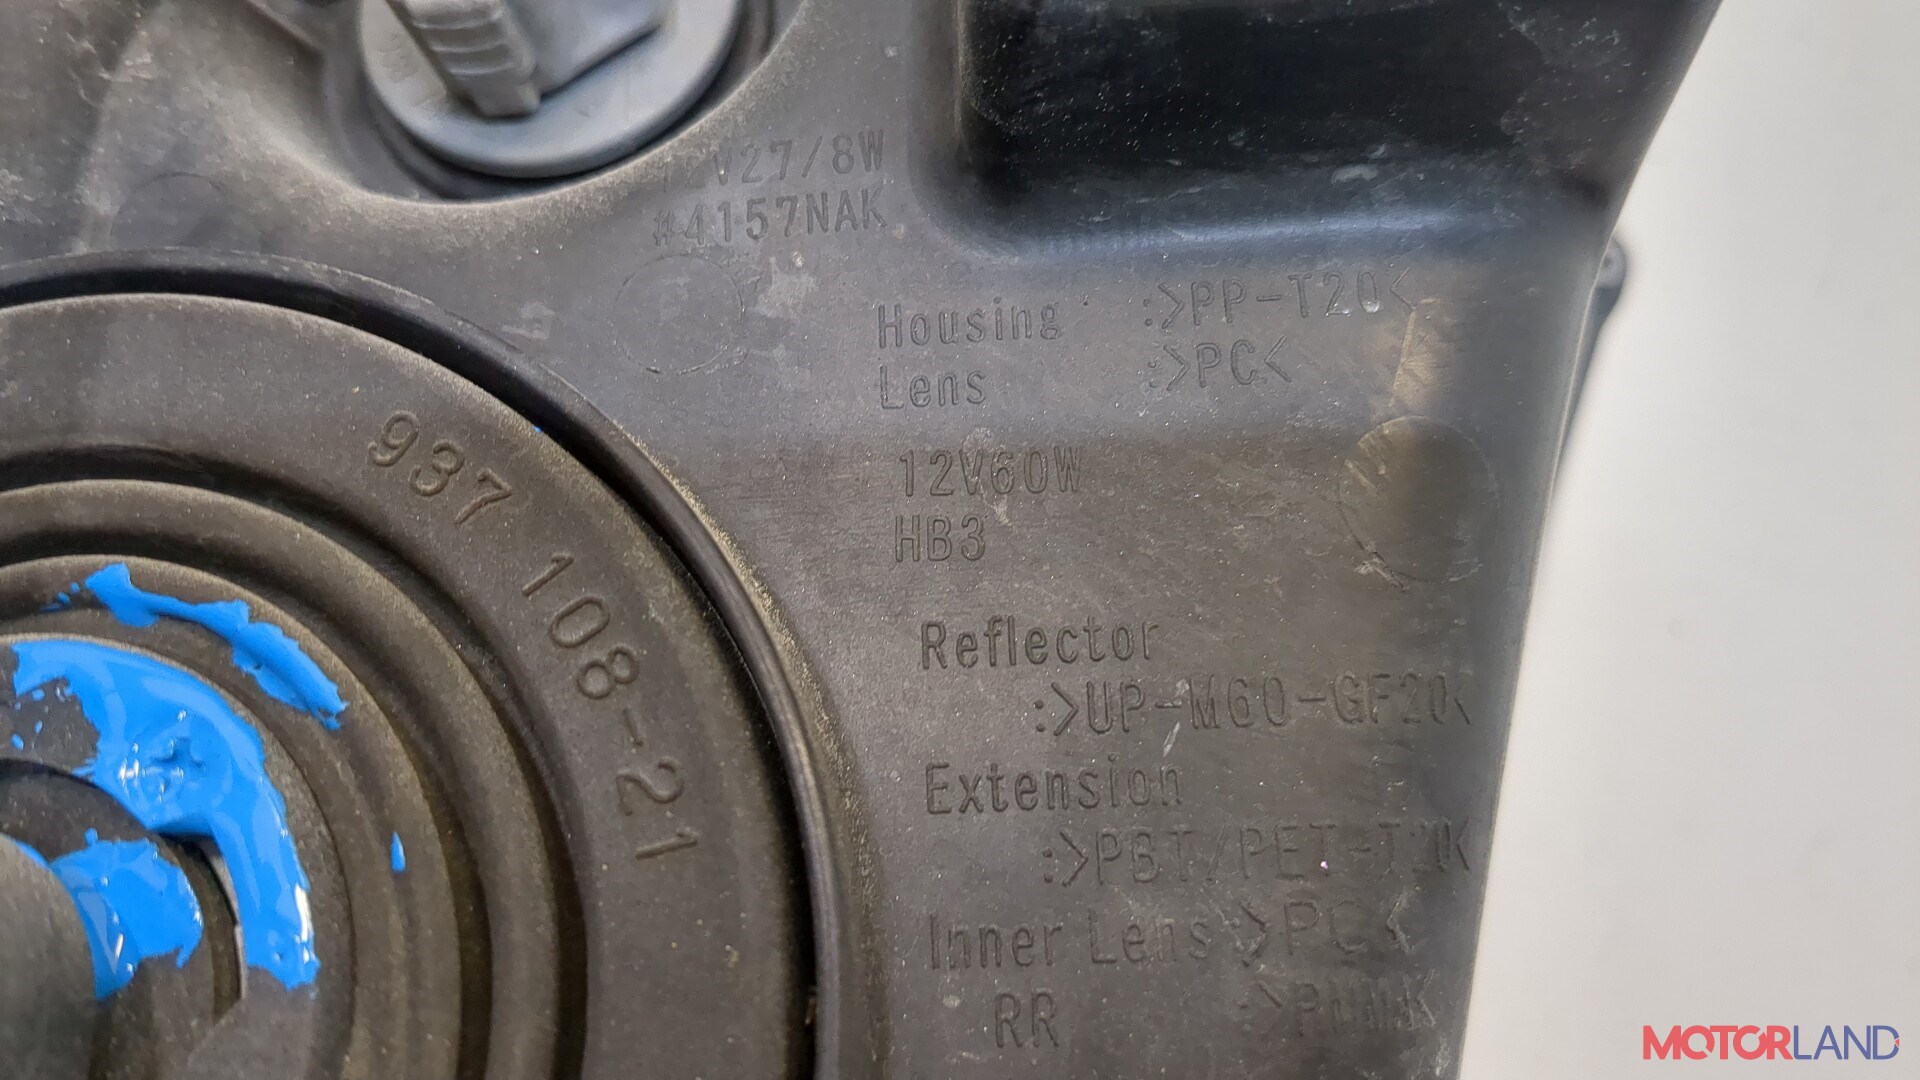 12V27/8W
#4157NAK
Housing :>PP-T20<
Lens :>PC<
12V60W
HB3
Reflector
:>UP-M60-GF20<
Extension
:>PBT/PET-T20<
Inner Lens:>PC<
RR :>PMMA<
937 108-21
MOTORLAND